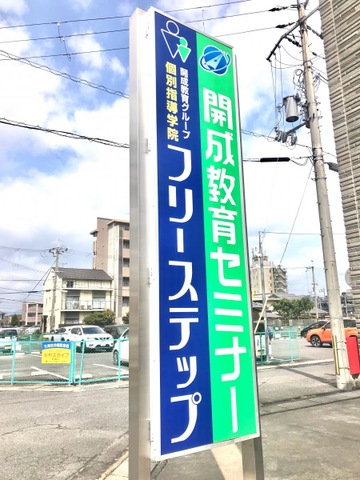 開成教育グループ
個別指導学院
フリーステップ
開成教育セミナー